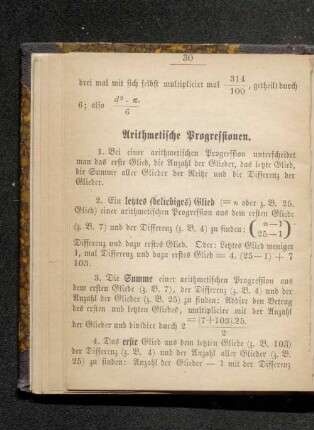 30
drei mal mit sich selbst multiplicirt mal 314/100, getheilt durch
6; also d³ · π./6
Arithmetische Progressionen.
1. Bei einer arithmetischen Progression unterscheidet
man das erste Glied, die Anzahl der Glieder, das letzte Glied,
die Summe aller Glieder der Reihe und die Differenz der
Glieder.
2. Ein letztes (beliebiges) Glied (= n oder z. B. 25.
Glied) einer arithmetischen Progression aus dem ersten Gliede
(z. B. 7) und der Differenz (z. B. 4) zu finden: (n—1 / 25—1)
Differenz und dazu erstes Glied. Oder: Letztes Glied weniger
1, mal Differenz und dazu erstes Glied = 4. (25—1) + 7
103.
3. Die Summe einer arithmetischen Progression aus
dem ersten Gliede (z. B. 7), der Differenz (z. B. 4) und der
Anzahl der Glieder (z. B. 25) zu finden: Addire den Betrag
des ersten und letzten Gliedes, multiplicire mit der Anzahl
der Glieder und dividire durch 2 = (7+103).25./2
4. Das erste Glied aus dem letzten Gliede (z. B. 103)
der Differenz (z. B. 4) und der Anzahl aller Glieder (z. B.
25) zu finden: Anzahl der Glieder — 1 mit der Differenz